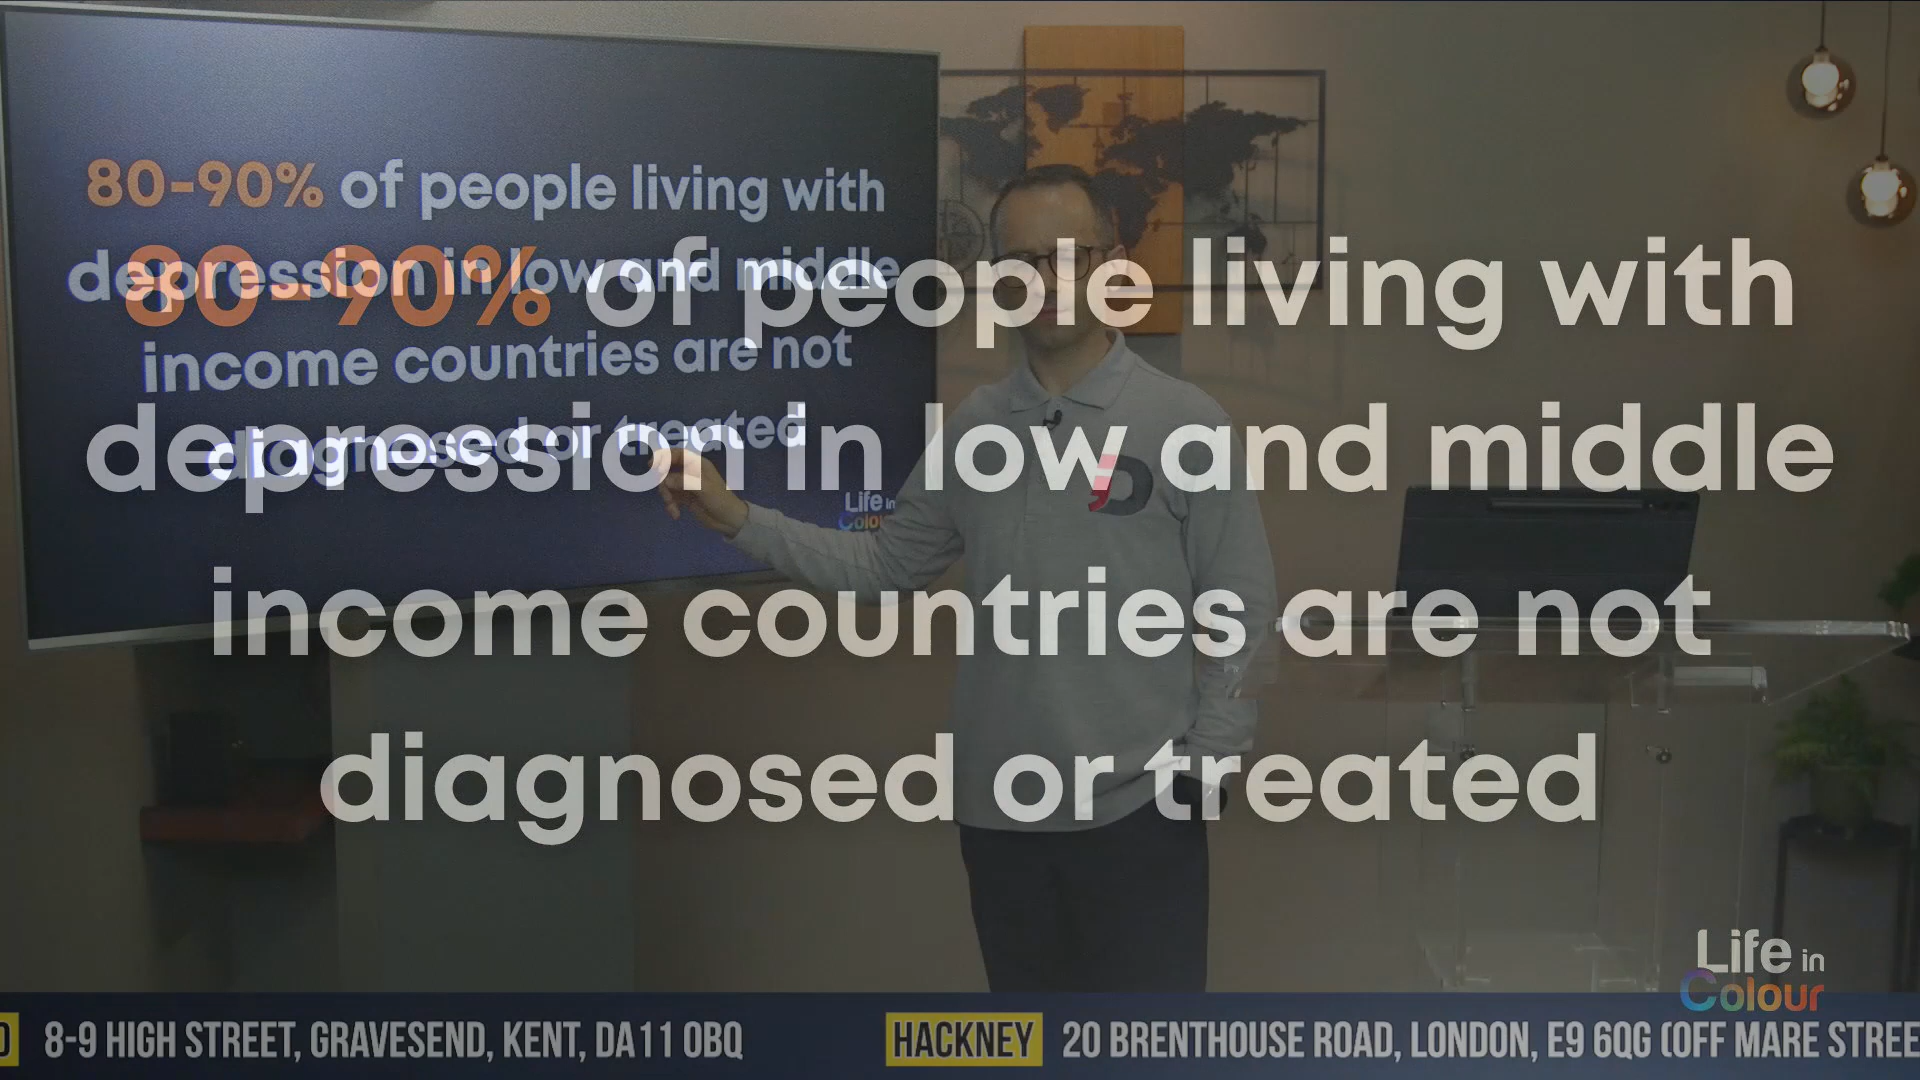 80-90% of people living with
depression in low and middle
income countries are not
diagnosed or treated
Life in
Colour
80-90% of people living with
depression in low and middle
income countries are not
diagnosed or treated
Life in
Colour
8-9 HIGH STREET, GRAVESEND, KENT, DA11 0BQ
HACKNEY 20 BRENTHOUSE ROAD, LONDON, E9 6QG (OFF MARE